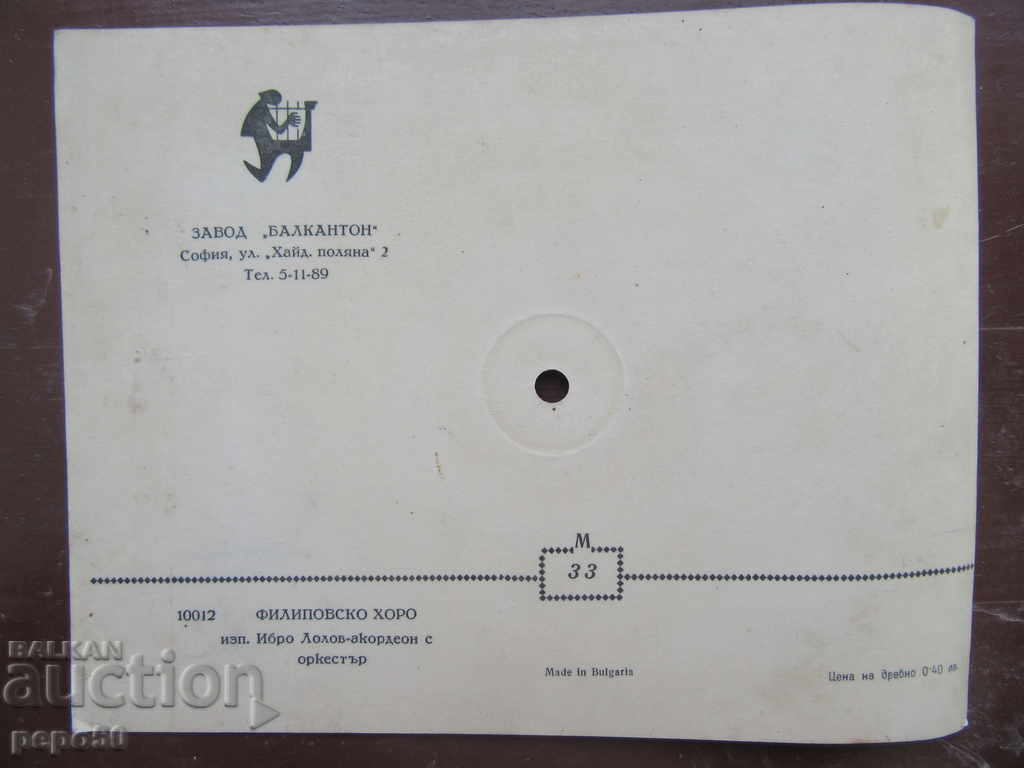 ЗАВОД „БАЛКАНТОН"
София, ул. „Хайд. поляна" 2
Тел. 5-11-89
М
33
10012 ФИЛИПОВСКО ХОРО
изп. Ибро Лолов-акордеон с
оркестър
Made in Bulgaria
Цена на дребно 0·40 лв.
BALKAN
auction
pepo50